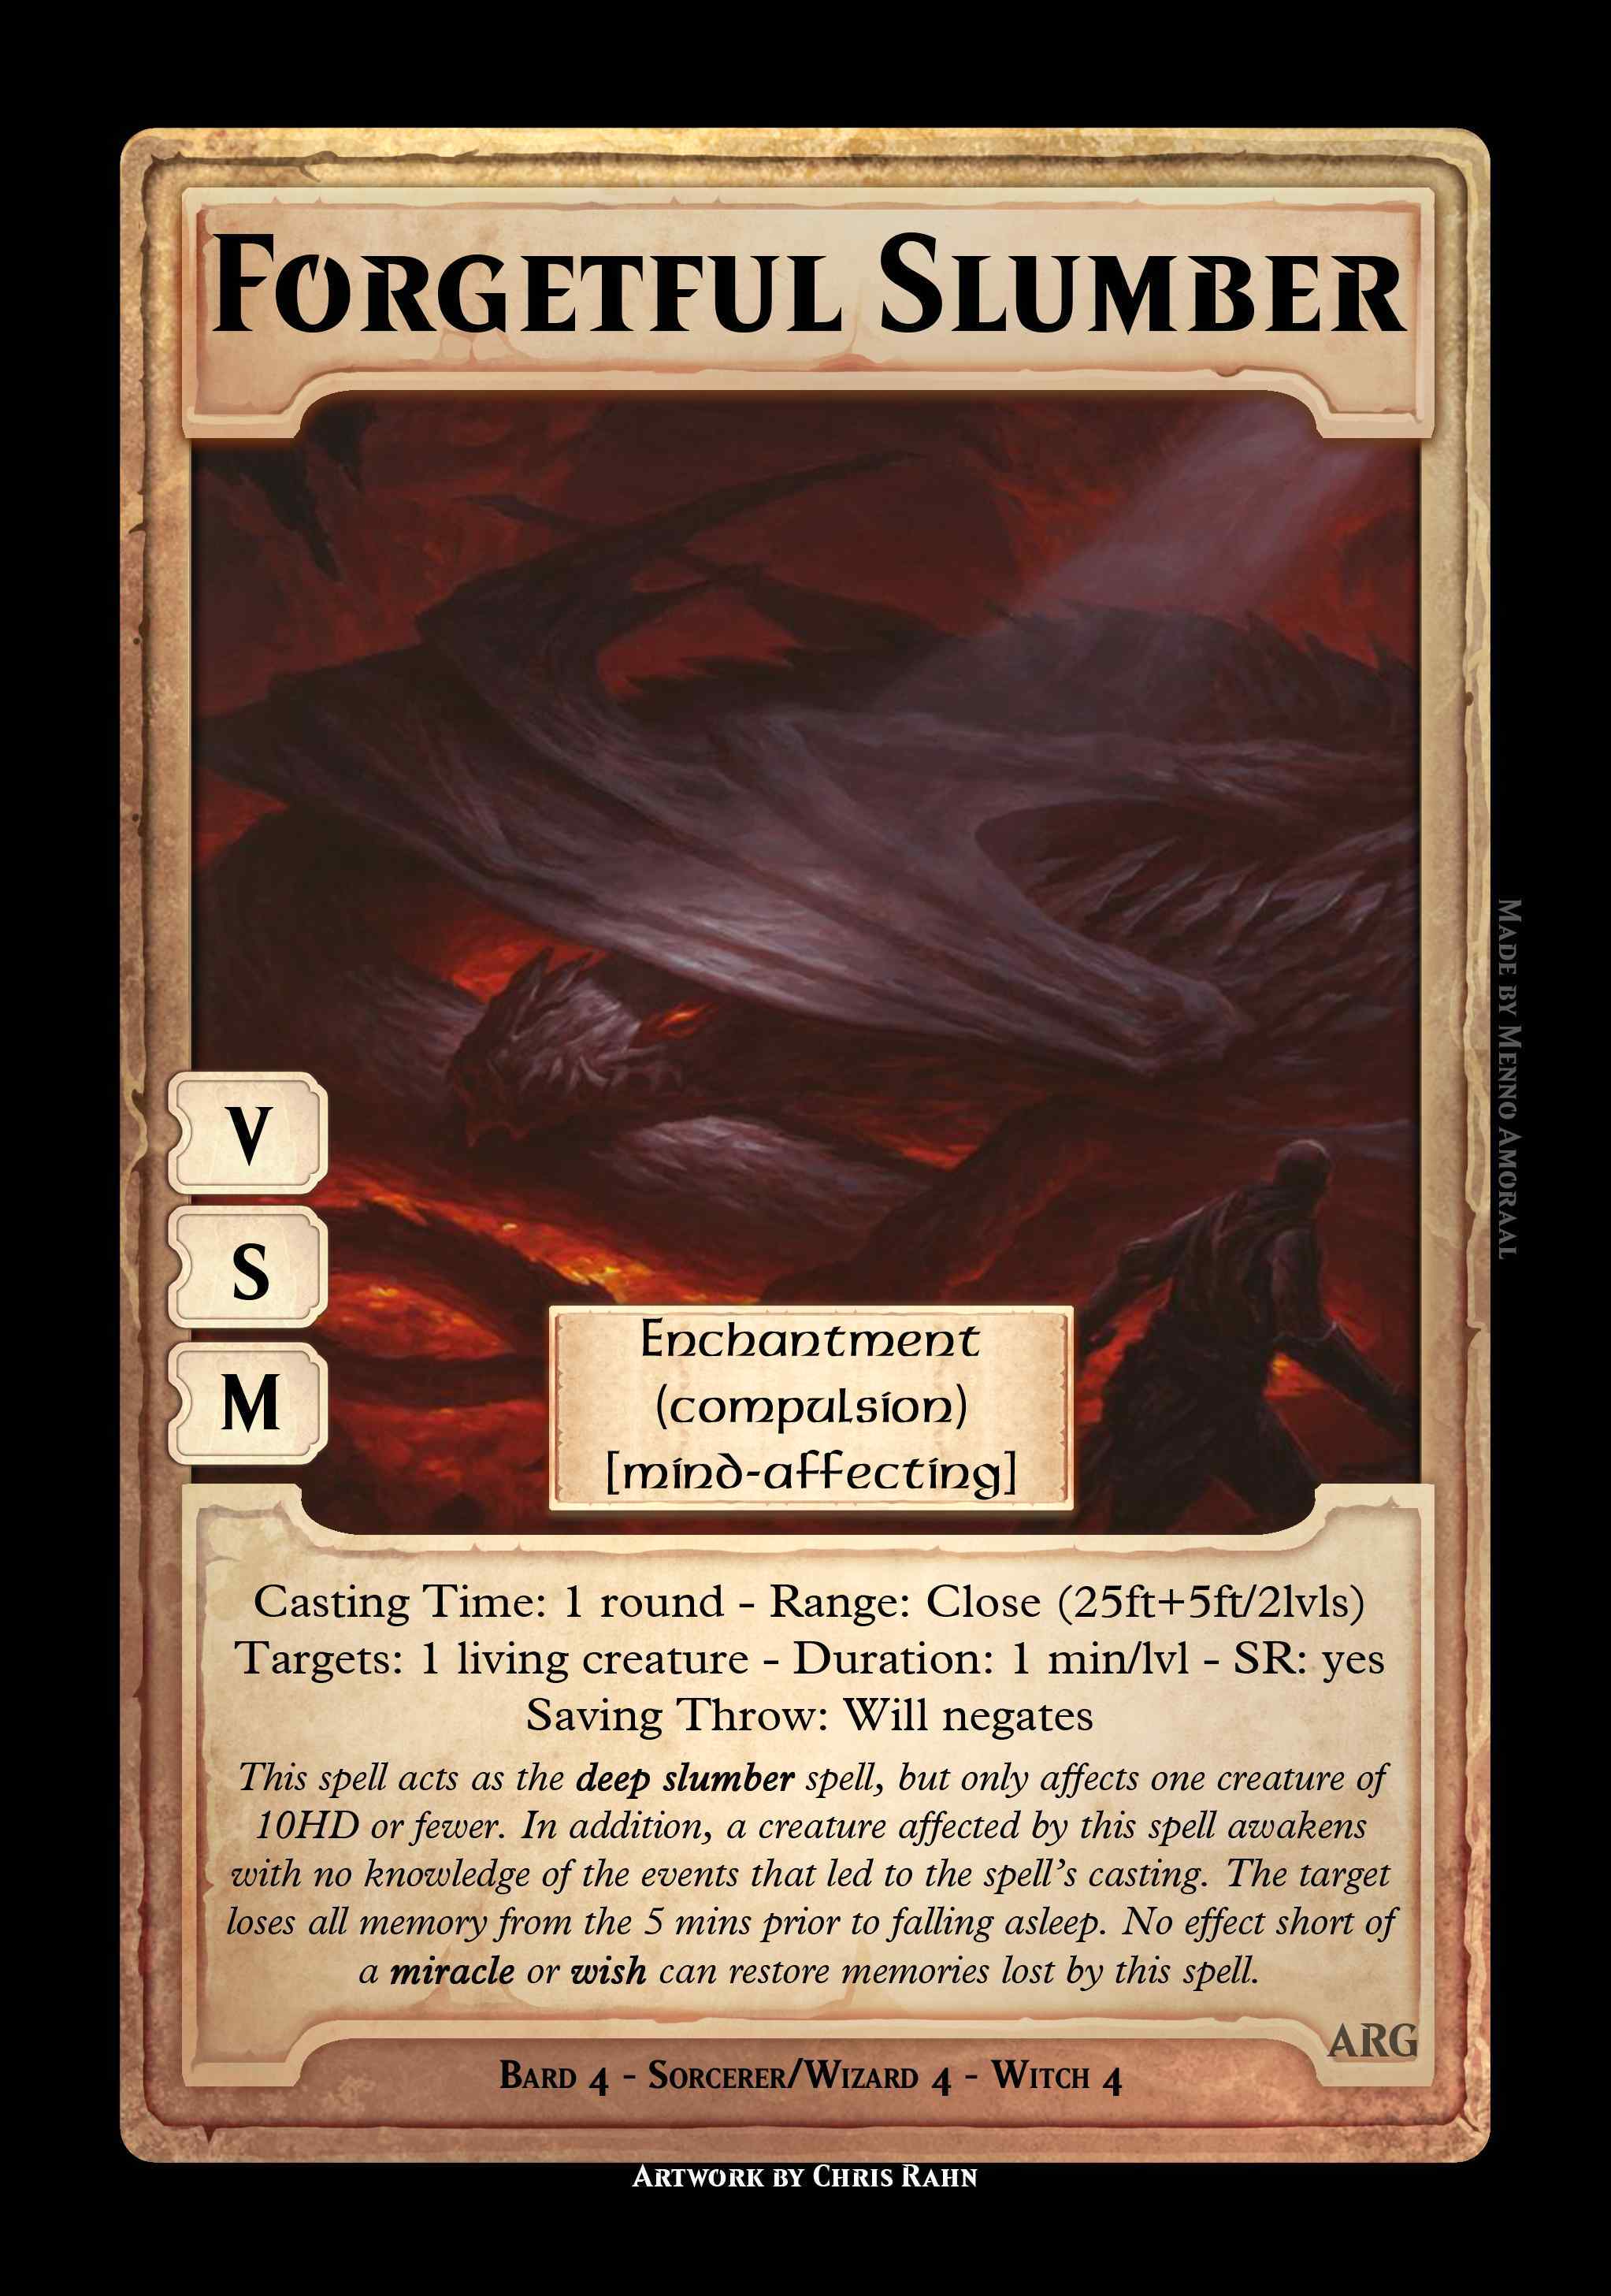 Forgetful Slumber
V
S
M
Enchantment
(compulsion)
[mind-affecting]
Casting Time: 1 round - Range: Close (25ft+5ft/2lvls)
Targets: 1 living creature - Duration: 1 min/lvl - SR: yes
Saving Throw: Will negates
This spell acts as the deep slumber spell, but only affects one creature of
10HD or fewer. In addition, a creature affected by this spell awakens
with no knowledge of the events that led to the spell's casting. The target
loses all memory from the 5 mins prior to falling asleep. No effect short of
a miracle or wish can restore memories lost by this spell.
ARG
Bard 4 - Sorcerer/Wizard 4 - Witch 4
Artwork by Chris Rahn
Made by Menno Amoraal